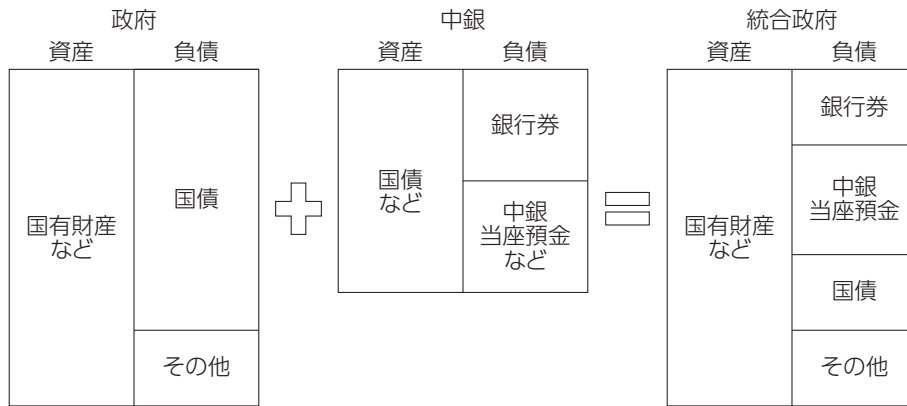 政府
資産 負債
国有財産
など
国債
その他
中銀
資産 負債
国債
など
銀行券
中銀
当座預金
など
統合政府
資産 負債
国有財産
など
銀行券
中銀
当座預金
国債
その他